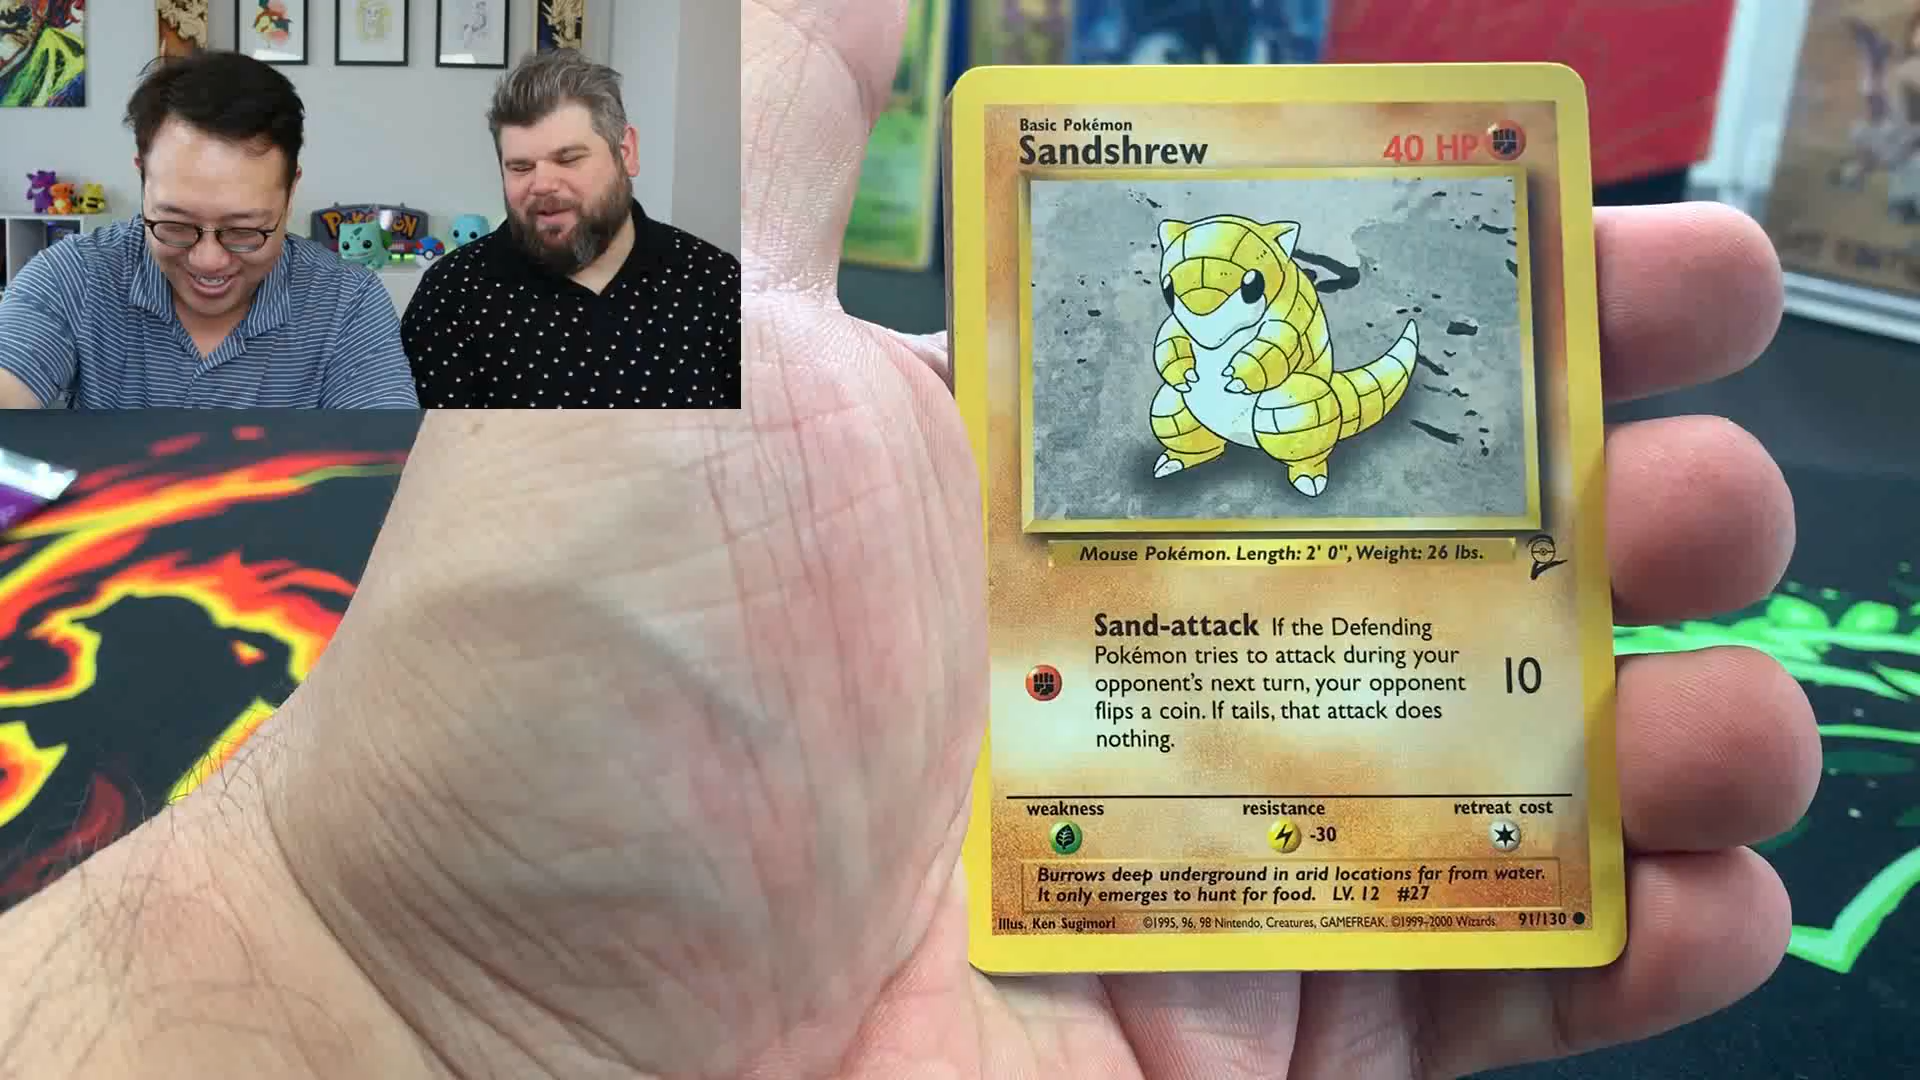 POKéMON
Basic Pokémon
Sandshrew
40 HP
Mouse Pokémon. Length: 2' 0", Weight: 26 lbs.
Sand-attack If the Defending
Pokémon tries to attack during your
opponent's next turn, your opponent
flips a coin. If tails, that attack does
nothing.
10
weakness resistance retreat cost
-30
Burrows deep underground in arid locations far from water.
It only emerges to hunt for food. LV. 12 #27
Illus. Ken Sugimori ©1995, 96, 98 Nintendo, Creatures, GAMEFREAK. ©1999-2000 Wizards. 91/130